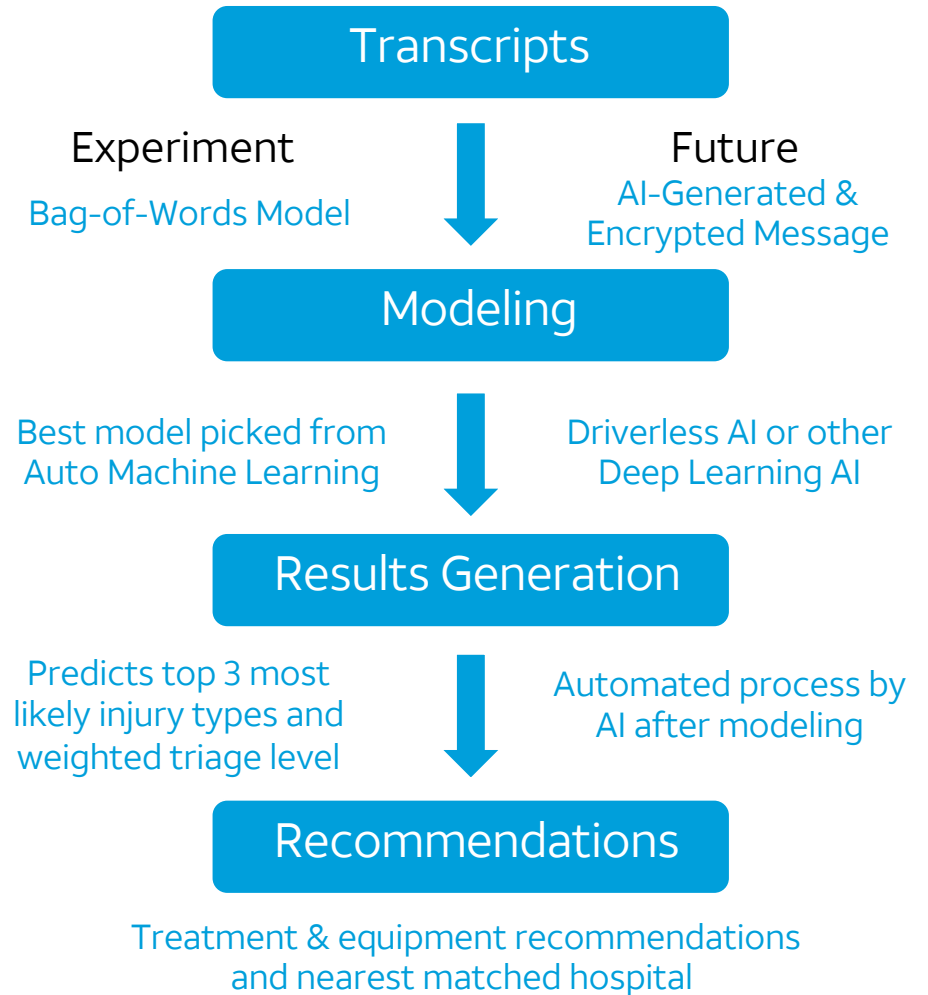 Transcripts
Experiment
Future
Bag-of-Words Model
AI-Generated &
Encrypted Message
Modeling
Best model picked from
Auto Machine Learning
Driverless AI or other
Deep Learning AI
Results Generation
Predicts top 3 most
likely injury types and
weighted triage level
Automated process by
AI after modeling
Recommendations
Treatment & equipment recommendations
and nearest matched hospital